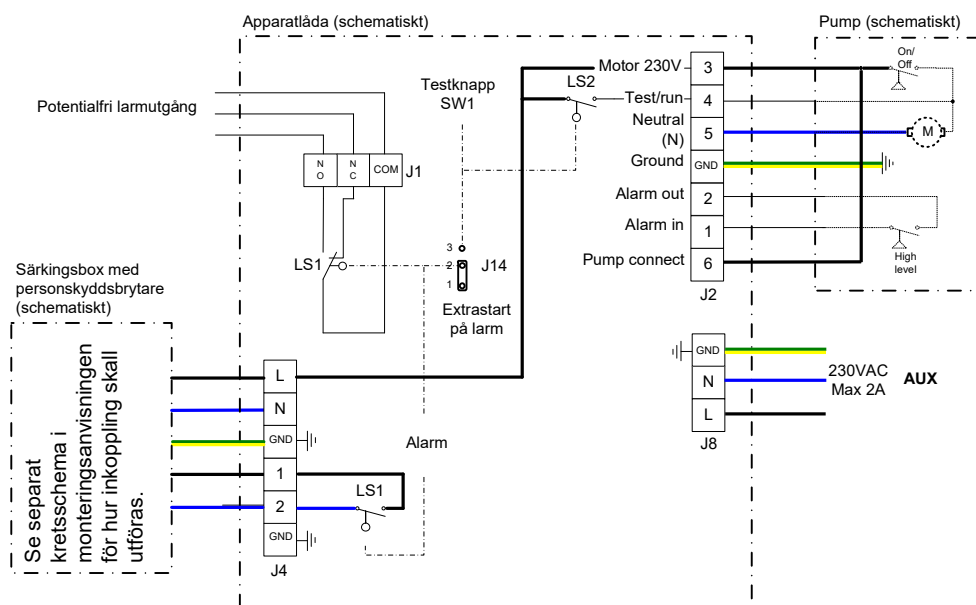 Apparatlåda (schematiskt)
Pump (schematiskt)
Potentialfri larmutgång
Testknapp
SW1
LS2
Motor 230V
3
Test/run
4
Neutral
(N)
5
Ground
GND
Alarm out
2
Alarm in
1
Pump connect
6
J2
On/
Off
M
High
level
N
O
N
C
COM
J1
LS1
3
2
1
J14
Extrastart
på larm
Särkingsbox med
personskyddsbrytare
(schematiskt)
Se separat
kretsschema i
monteringsanvisningen
för hur inkoppling skall
utföras.
L
N
GND
1
2
GND
J4
Alarm
LS1
GND
N
L
J8
230VAC
Max 2A
AUX